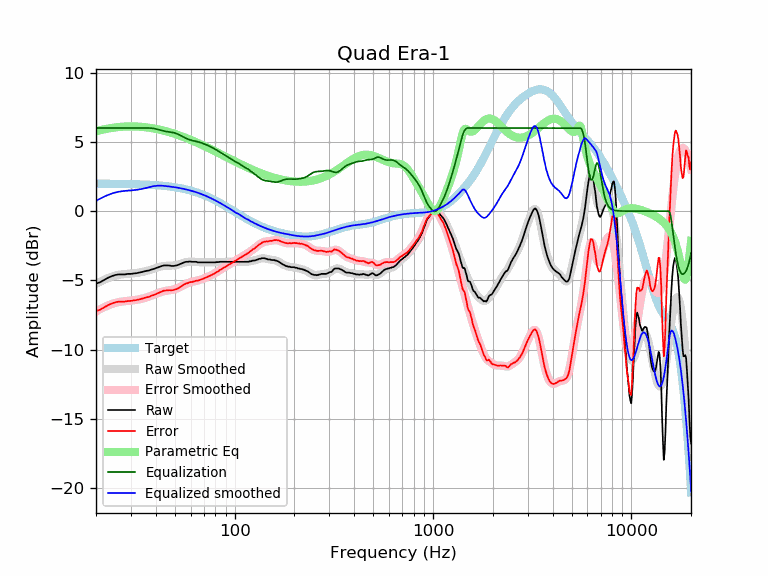 Quad Era-1
10
5
0
−5
−10
−15
−20
Amplitude (dBr)
Target
Raw Smoothed
Error Smoothed
Raw
Error
Parametric Eq
Equalization
Equalized smoothed
100
1000
10000
Frequency (Hz)